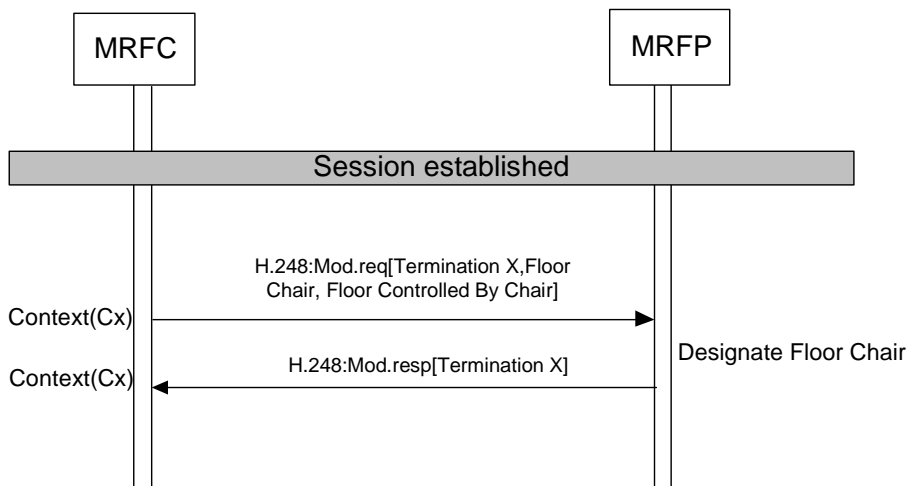 MRFC
MRFP
Session established
H.248:Mod.req[Termination X,Floor
Chair, Floor Controlled By Chair]
Context(Cx)
Designate Floor Chair
H.248:Mod.resp[Termination X]
Context(Cx)